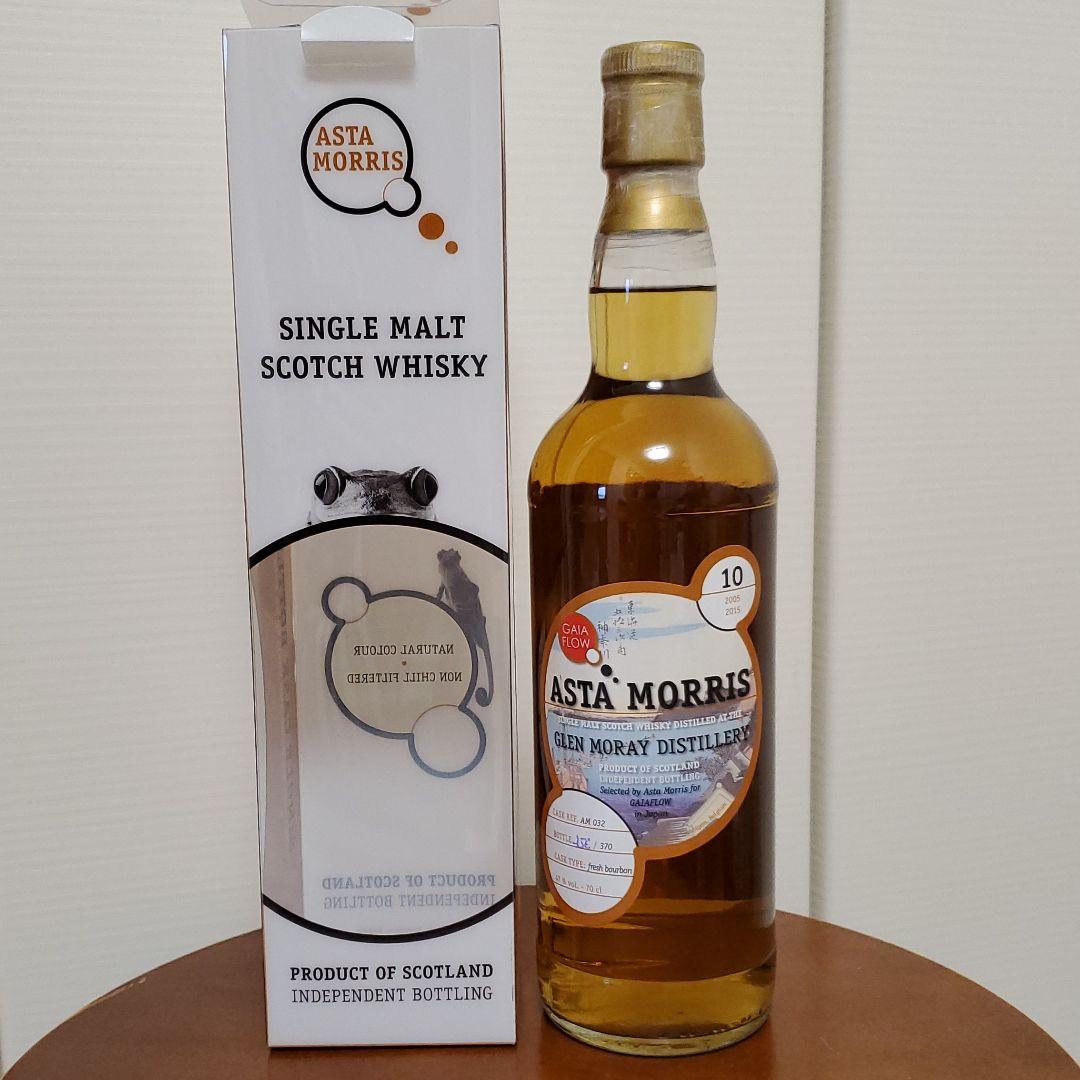 ASTA
MORRIS
SINGLE MALT
SCOTCH WHISKY
NATURAL COLOUR
NON CHILL FILTERED
PRODUCT OF SCOTLAND
INDEPENDENT BOTTLING
PRODUCT OF SCOTLAND
INDEPENDENT BOTTLING
10
2005
2015
GAIA
FLOW
ASTA MORRIS
SINGLE MALT SCOTCH WHISKY DISTILLED AT THE
GLEN MORAY DISTILLERY
PRODUCT OF SCOTLAND
INDEPENDENT BOTTLING
Selected by Asta Morris for
GAIAFLOW
in Japan
CASK REF. AM 032
BOTTLE / 370
CASK TYPE: fresh bourbon
47 % vol. - 70 cl